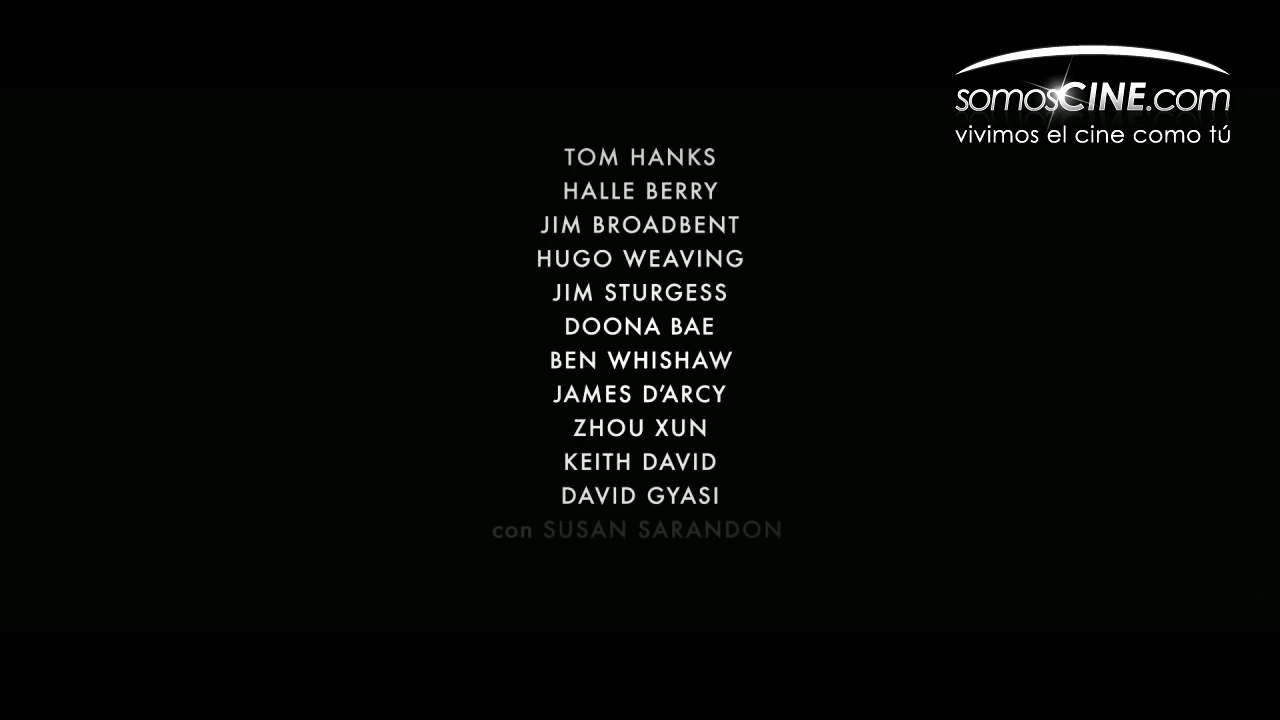 somosCINE.com
vivimos el cine como tú
TOM HANKS
HALLE BERRY
JIM BROADBENT
HUGO WEAVING
JIM STURGESS
DOONA BAE
BEN WHISHAW
JAMES D’ARCY
ZHOU XUN
KEITH DAVID
DAVID GYASI
con SUSAN SARANDON